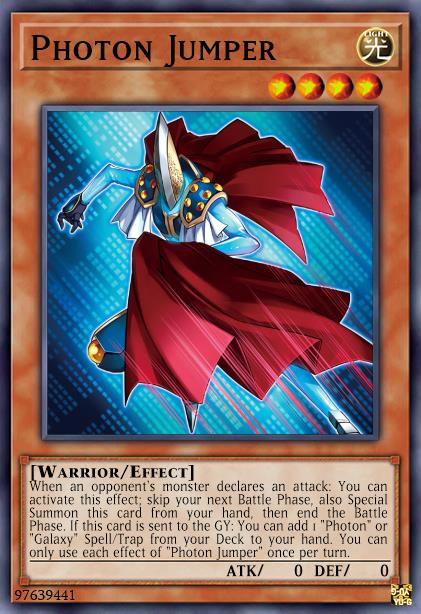 PHOTON JUMPER
LIGHT
光
[WARRIOR/EFFECT]
When an opponent's monster declares an attack: You can
activate this effect; skip your next Battle Phase, also Special
Summon this card from your hand, then end the Battle
Phase. If this card is sent to the GY: You can add 1 "Photon" or
"Galaxy" Spell/Trap from your Deck to your hand. You can
only use each effect of "Photon Jumper" once per turn.
ATK/ 0 DEF/ 0
97639441